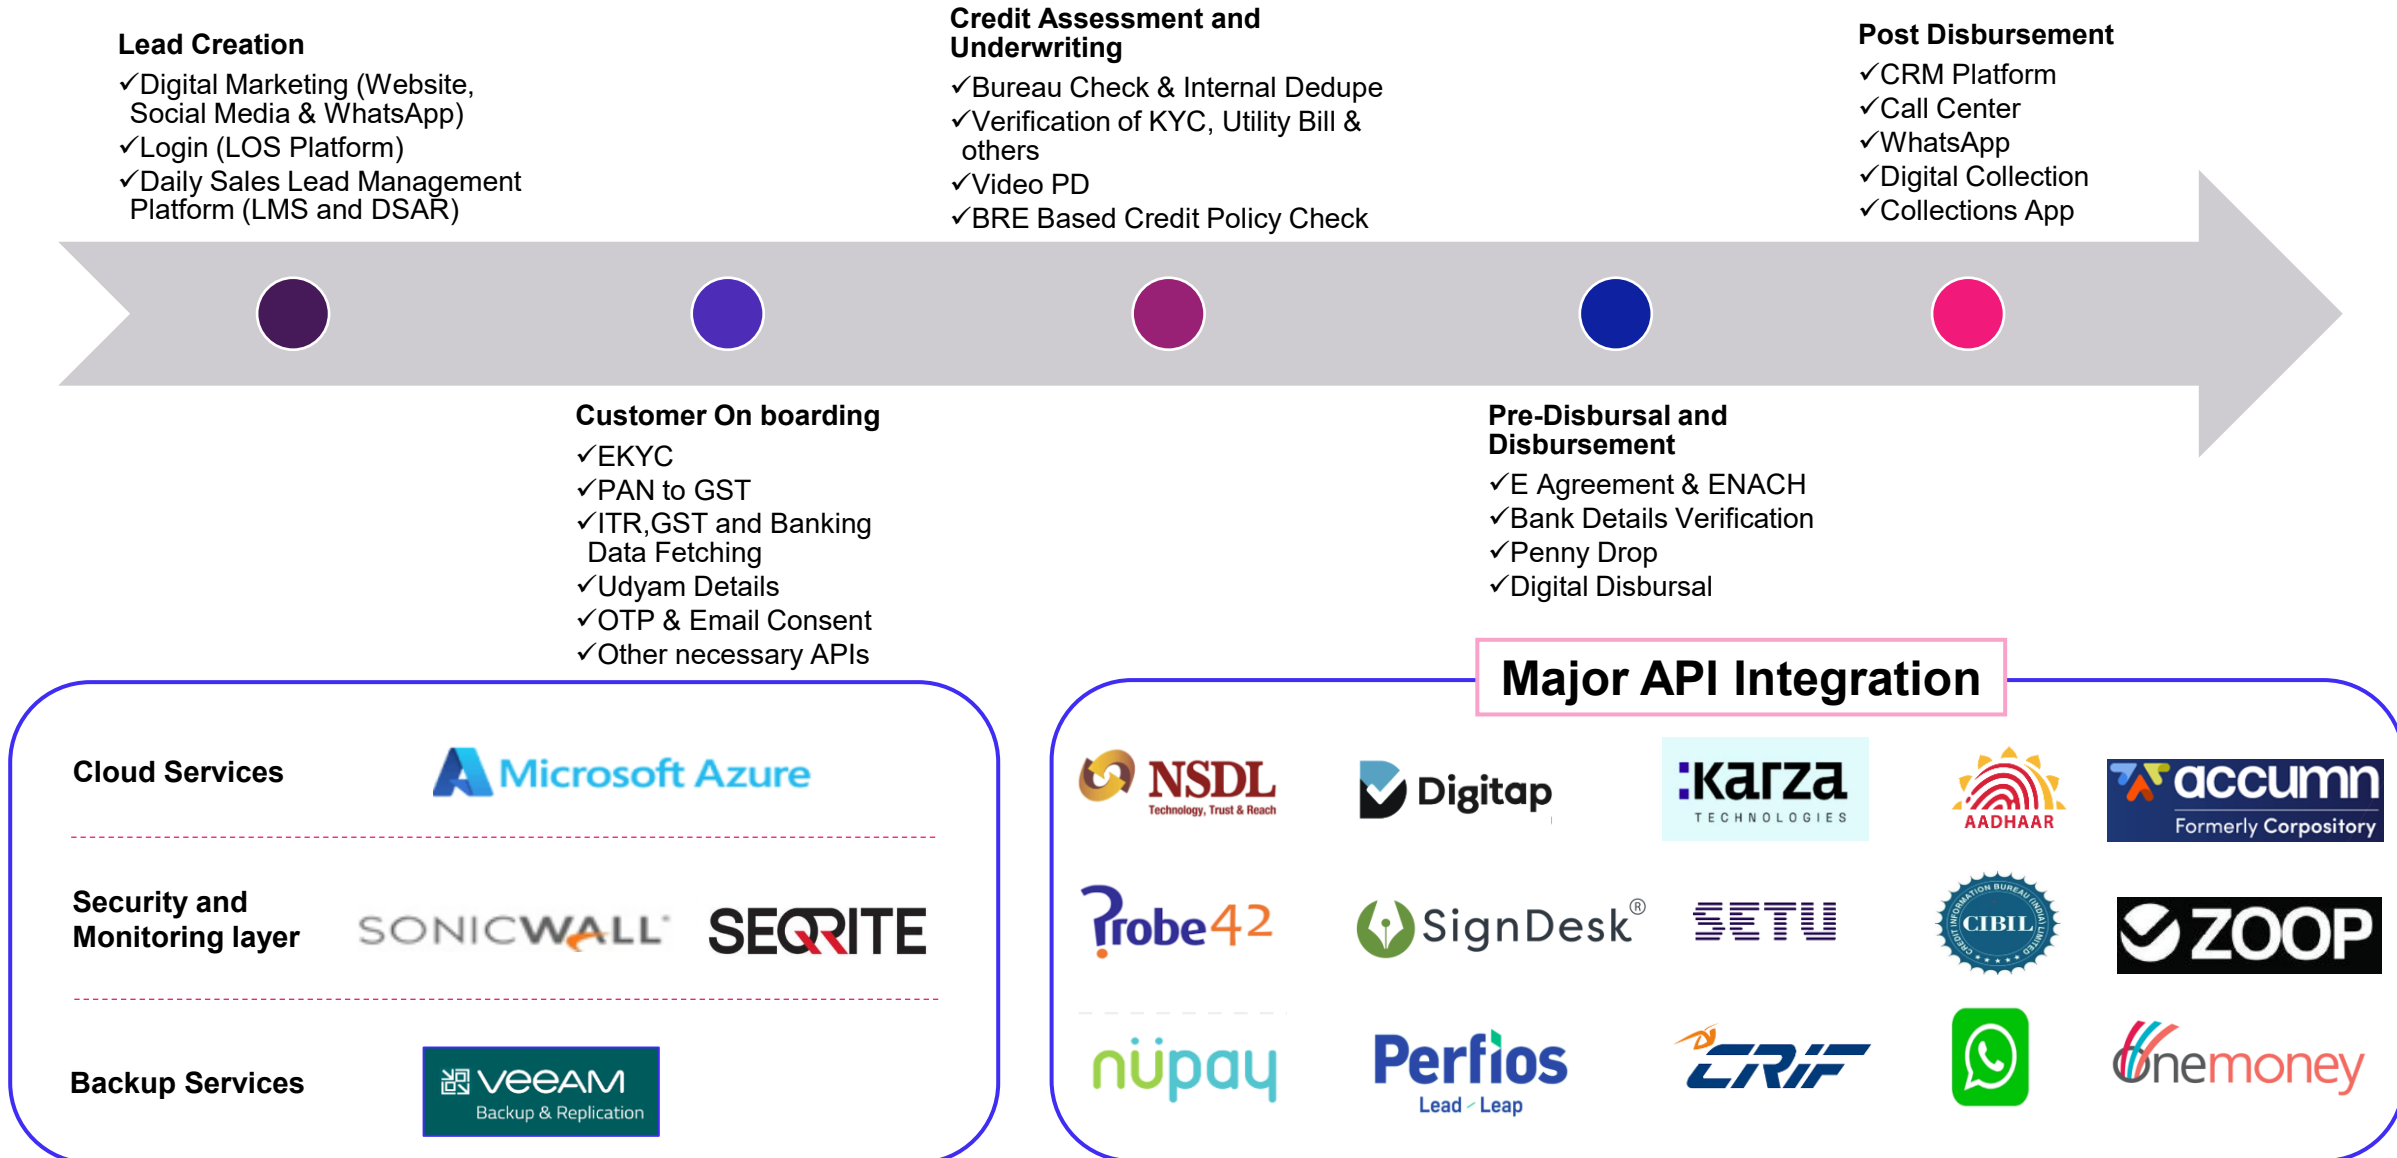 Lead Creation
✓Digital Marketing (Website,
Social Media & WhatsApp)
✓Login (LOS Platform)
✓Daily Sales Lead Management
Platform (LMS and DSAR)
Credit Assessment and
Underwriting
✓Bureau Check & Internal Dedupe
✓Verification of KYC, Utility Bill &
others
✓Video PD
✓BRE Based Credit Policy Check
Post Disbursement
✓CRM Platform
✓Call Center
✓WhatsApp
✓Digital Collection
✓Collections App
Customer On boarding
✓EKYC
✓PAN to GST
✓ITR,GST and Banking
Data Fetching
✓Udyam Details
✓OTP & Email Consent
✓Other necessary APIs
Pre-Disbursal and
Disbursement
✓E Agreement & ENACH
✓Bank Details Verification
✓Penny Drop
✓Digital Disbursal
Cloud Services
Microsoft Azure
Security and
Monitoring layer
SONICWALL
SEQRITE
Backup Services
veeAM
Backup & Replication
Major API Integration
NSDL
Technology, Trust & Reach
Digitap
:Karza
TECHNOLOGIES
AADHAAR
accumn
Formerly Corpository
Probe42
SignDesk®
SETU
CREDIT INFORMATION BUREAU (INDIA) LIMITED
CIBIL
ZOOP
nüpay
Perfios
Lead Leap
CRIF
Onemoney